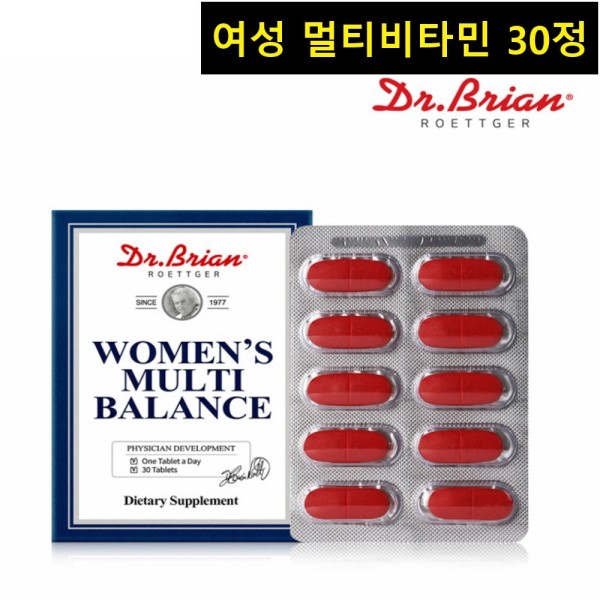 여성 멀티비타민 30정
Dr.Brian®
ROETTGER
Dr.Brian®
ROETTGER
SINCE 1977
WOMEN'S
MULTI
BALANCE
PHYSICIAN DEVELOPMENT
One Tablet a Day
30 Tablets
Dietary Supplement